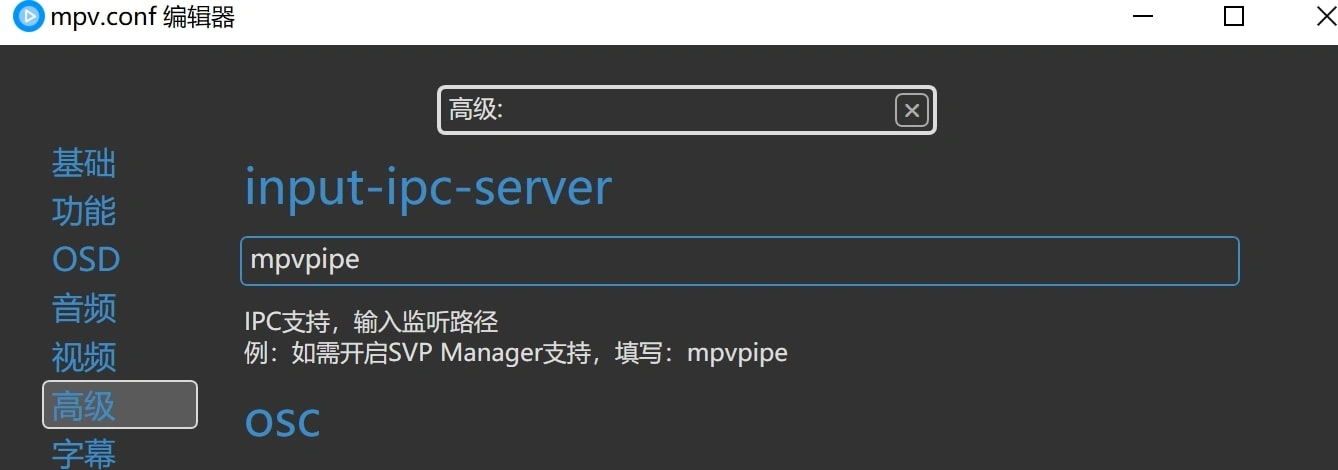 mpv.conf 编辑器
高级:
基础
功能
OSD
音频
视频
高级
字幕
input-ipc-server
mpvpipe
IPC支持，输入监听路径
例：如需开启SVP Manager支持，填写：mpvpipe
osc